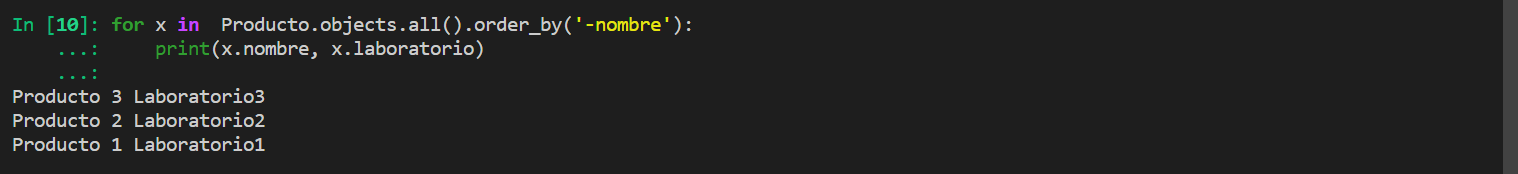 In [10]: for x in  Producto.objects.all().order_by('-nombre'):
    ...:     print(x.nombre, x.laboratorio)
    ...:
Producto 3 Laboratorio3
Producto 2 Laboratorio2
Producto 1 Laboratorio1